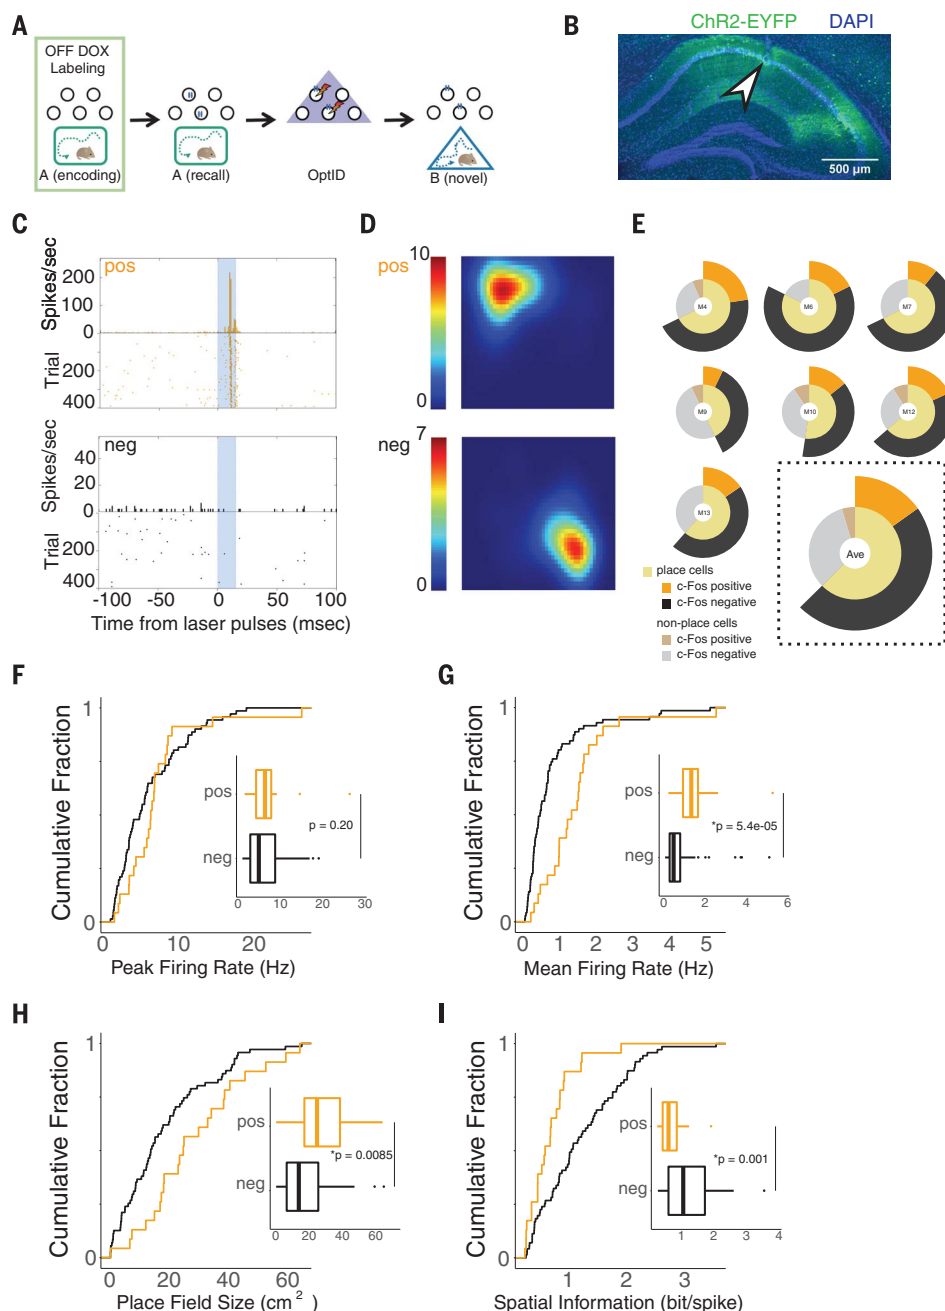 A
OFF DOX
Labeling
A (encoding)
A (recall)
OptID
B (novel)
B
ChR2-EYFP DAPI
500 µm
C
pos
Spikes/sec
200
100
0
0
Trial
200
400
neg
Spikes/sec
40
20
0
0
Trial
200
400
-100 -50 0 50 100
Time from laser pulses (msec)
D
pos
10
0
neg
7
0
E
M4
M6
M7
M9
M10
M12
M13
Ave
place cells
c-Fos positive
c-Fos negative
non-place cells
c-Fos positive
c-Fos negative
F
Cumulative Fraction
1
0
0 10 20
Peak Firing Rate (Hz)
pos
neg
p = 0.20
0 9 19 29
G
Cumulative Fraction
1
0
0 1 2 3 4 5
Mean Firing Rate (Hz)
pos
neg
*p = 5.4e-05
0 2 4 6
H
Cumulative Fraction
1
0
0 20 40 60
Place Field Size (cm2)
pos
neg
*p = 0.0085
0 20 40 60
I
Cumulative Fraction
1
0
1 2 3
Spatial Information (bit/spike)
pos
neg
*p = 0.001
1 2 3 4